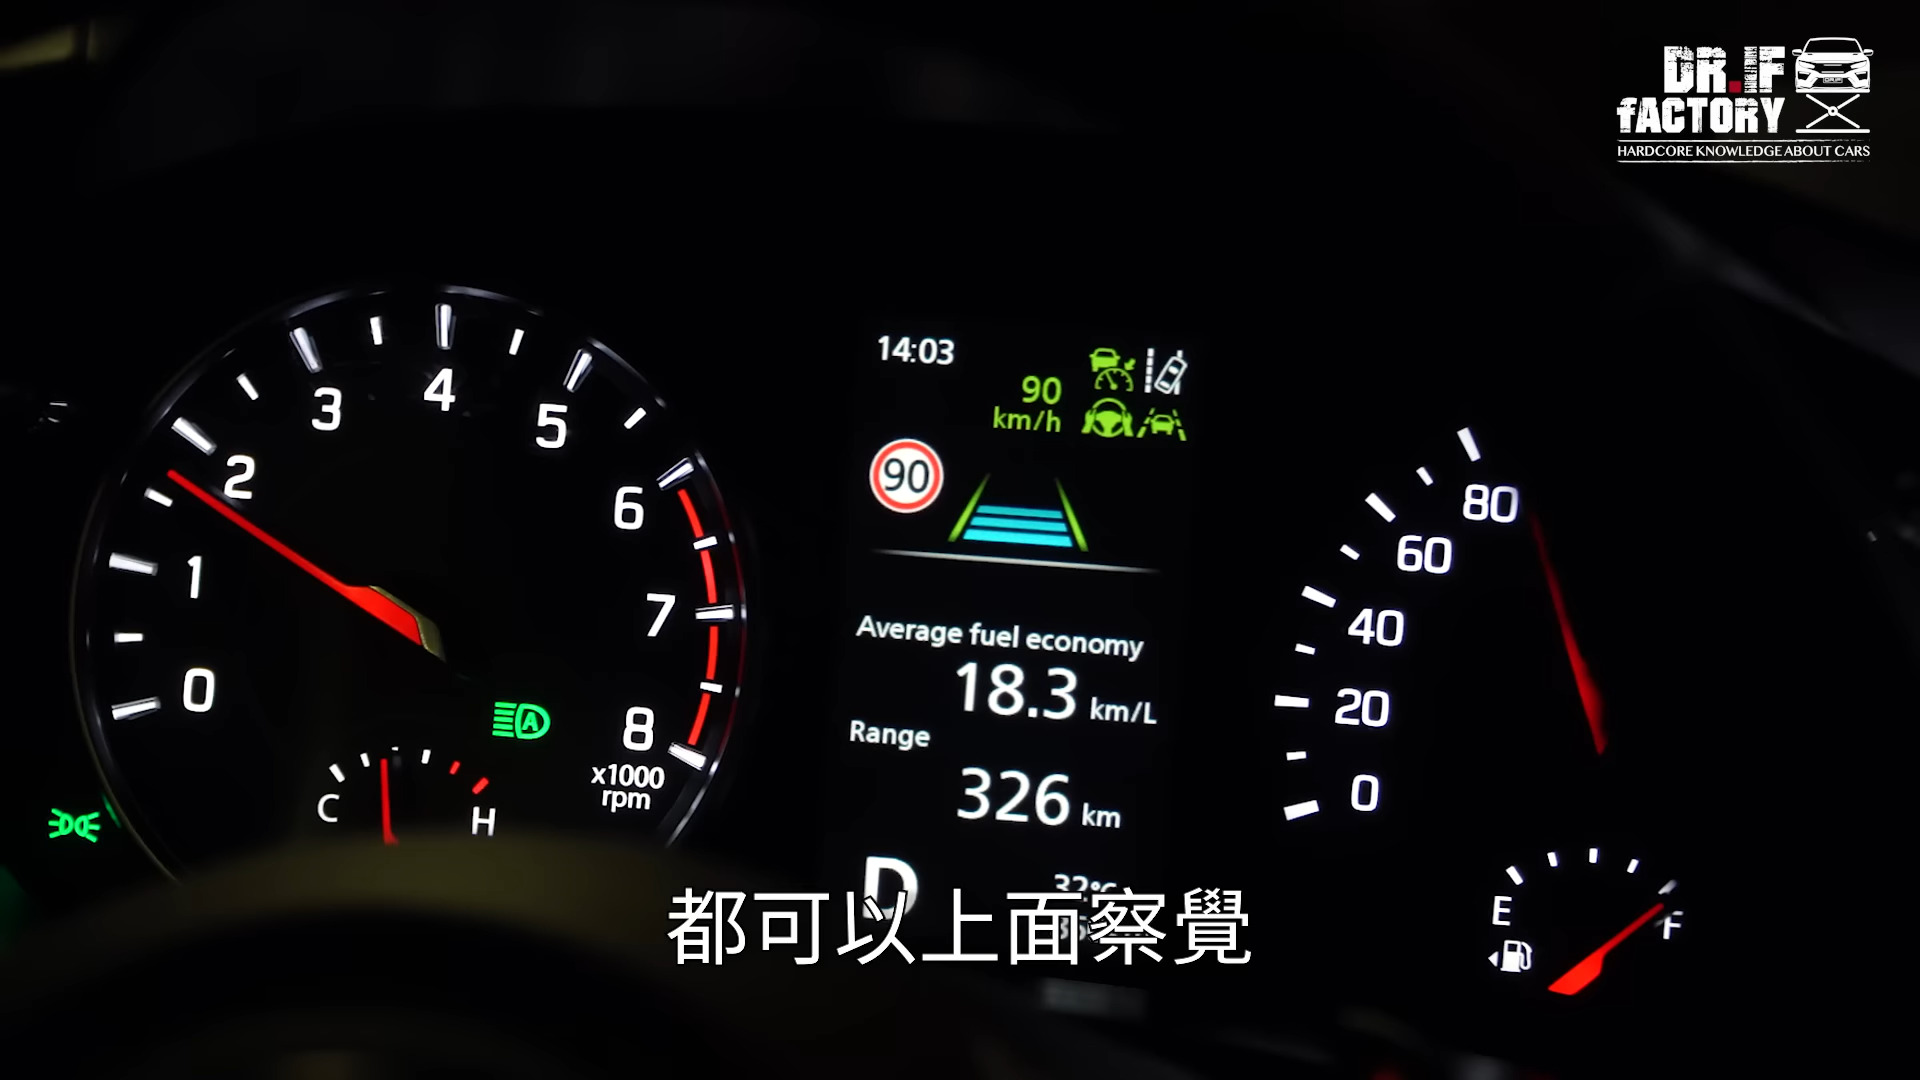 DR.IF
fACTORY
HARDCORE KNOWLEDGE ABOUT CARS
14:03
90
km/h
90
Average fuel economy
18.3 km/L
Range
326 km
D
32°C
0
1
2
3
4
5
6
7
8
x1000
rpm
C
H
A
80
60
40
20
0
E
F
都可以上面察覺